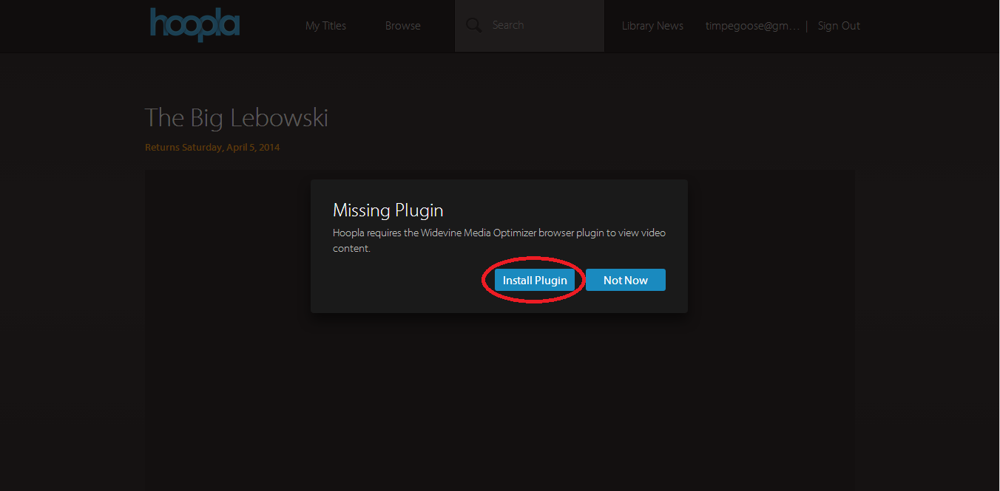 hoopla
My Titles
Browse
Search
Library News
timpegoose@gm... | Sign Out
The Big Lebowski
Returns Saturday, April 5, 2014
Missing Plugin
Hoopla requires the Widevine Media Optimizer browser plugin to view video
content.
Install Plugin
Not Now